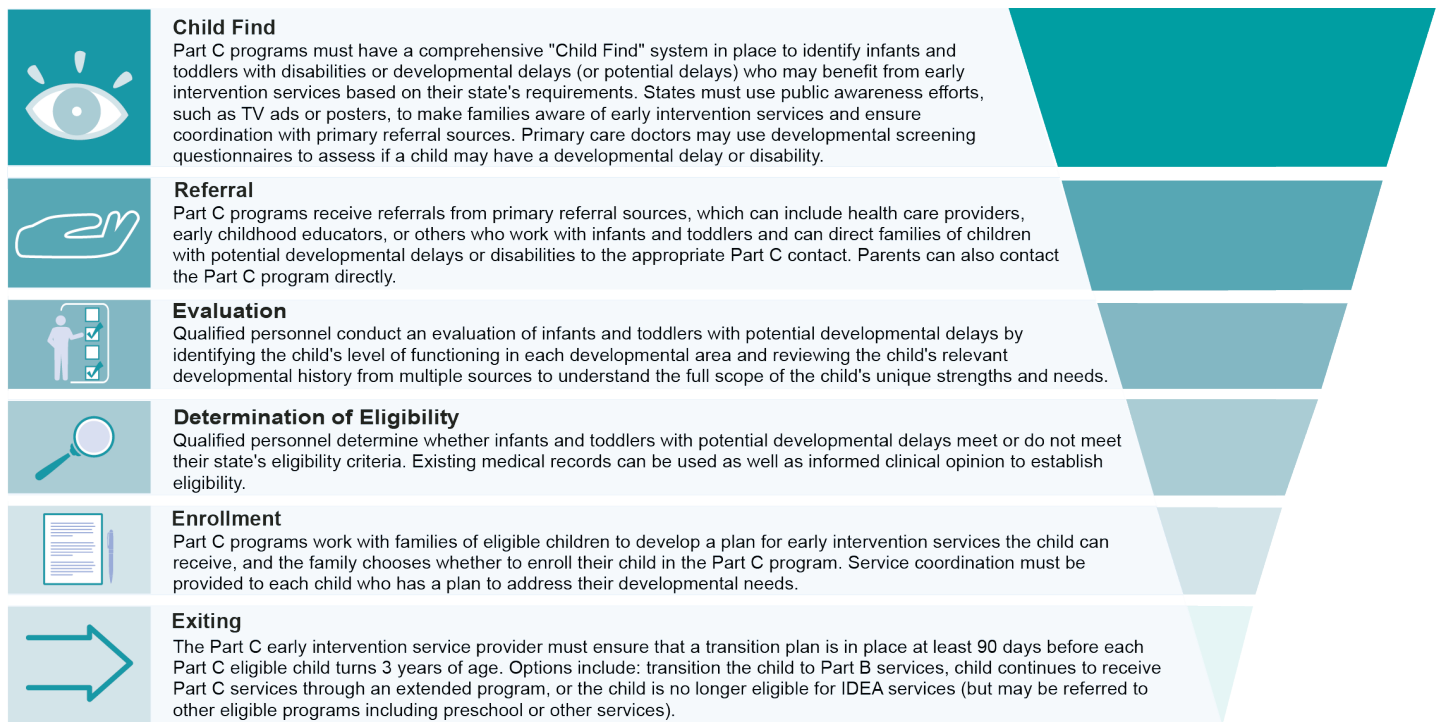 Child Find
Part C programs must have a comprehensive "Child Find" system in place to identify infants and
toddlers with disabilities or developmental delays (or potential delays) who may benefit from early
intervention services based on their state's requirements. States must use public awareness efforts,
such as TV ads or posters, to make families aware of early intervention services and ensure
coordination with primary referral sources. Primary care doctors may use developmental screening
questionnaires to assess if a child may have a developmental delay or disability.
Referral
Part C programs receive referrals from primary referral sources, which can include health care providers,
early childhood educators, or others who work with infants and toddlers and can direct families of children
with potential developmental delays or disabilities to the appropriate Part C contact. Parents can also contact
the Part C program directly.
Evaluation
Qualified personnel conduct an evaluation of infants and toddlers with potential developmental delays by
identifying the child's level of functioning in each developmental area and reviewing the child's relevant
developmental history from multiple sources to understand the full scope of the child's unique strengths and needs.
Determination of Eligibility
Qualified personnel determine whether infants and toddlers with potential developmental delays meet or do not meet
their state's eligibility criteria. Existing medical records can be used as well as informed clinical opinion to establish
eligibility.
Enrollment
Part C programs work with families of eligible children to develop a plan for early intervention services the child can
receive, and the family chooses whether to enroll their child in the Part C program. Service coordination must be
provided to each child who has a plan to address their developmental needs.
Exiting
The Part C early intervention service provider must ensure that a transition plan is in place at least 90 days before each
Part C eligible child turns 3 years of age. Options include: transition the child to Part B services, child continues to receive
Part C services through an extended program, or the child is no longer eligible for IDEA services (but may be referred to
other eligible programs including preschool or other services).